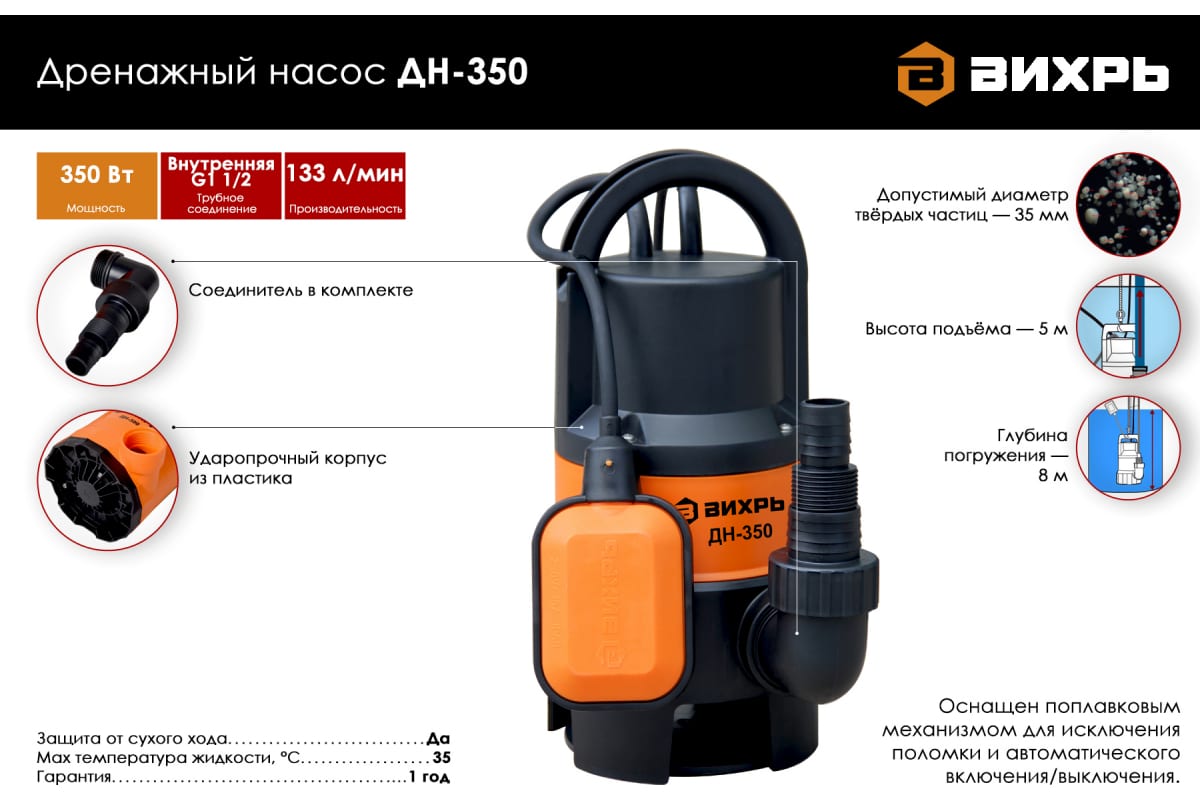 Дренажный насос ДН-350
ВИХРЬ
350 Вт
Мощность
Внутренняя
G1 1/2
Трубное
соединение
133 л/мин
Производительность
Соединитель в комплекте
Ударопрочный корпус
из пластика
ДН-350
ВИХРЬ
ДН-350
ВИХРЬ
Допустимый диаметр
твёрдых частиц — 35 мм
Высота подъёма — 5 м
Глубина
погружения —
8 м
Защита от сухого хода............................Да
Мах температура жидкости, °С...................35
Гарантия...........................................1 год
Оснащен поплавковым
механизмом для исключения
поломки и автоматического
включения/выключения.